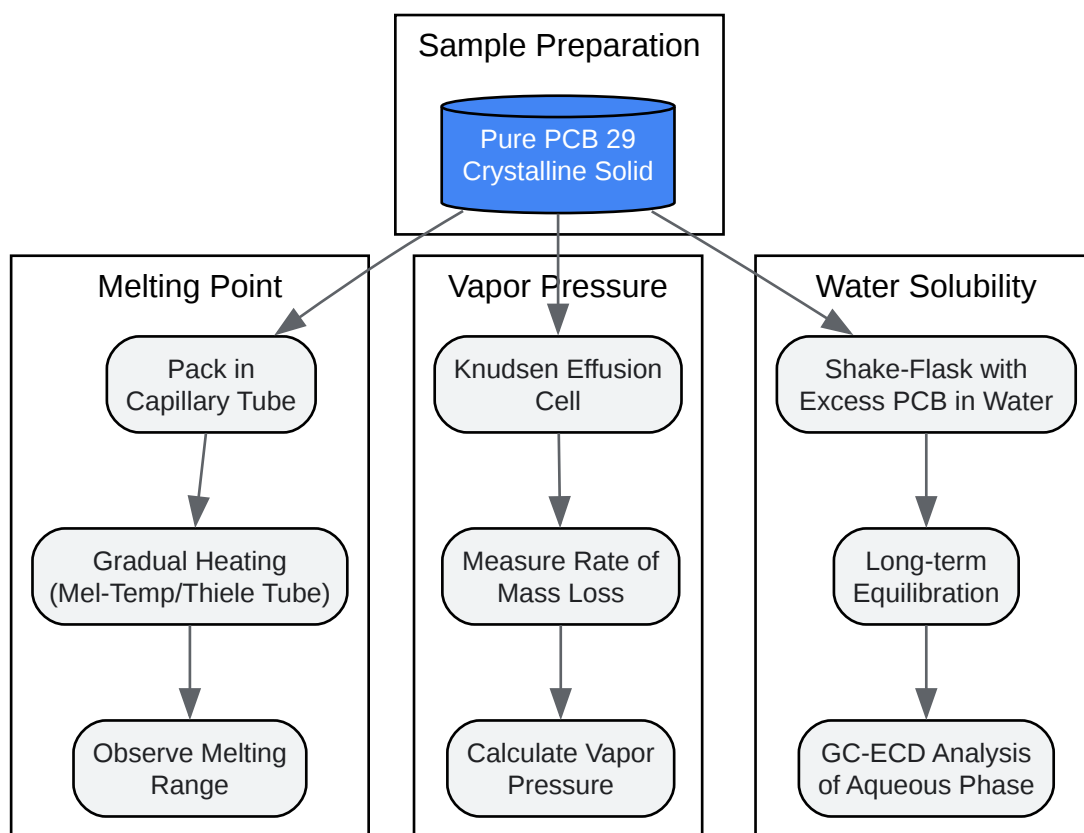 Sample Preparation
Pure PCB 29
Crystalline Solid
Melting Point
Pack in
Capillary Tube
Gradual Heating
(Mel-Temp/Thiele Tube)
Observe Melting
Range
Vapor Pressure
Knudsen Effusion
Cell
Measure Rate of
Mass Loss
Calculate Vapor
Pressure
Water Solubility
Shake-Flask with
Excess PCB in Water
Long-term
Equilibration
GC-ECD Analysis
of Aqueous Phase